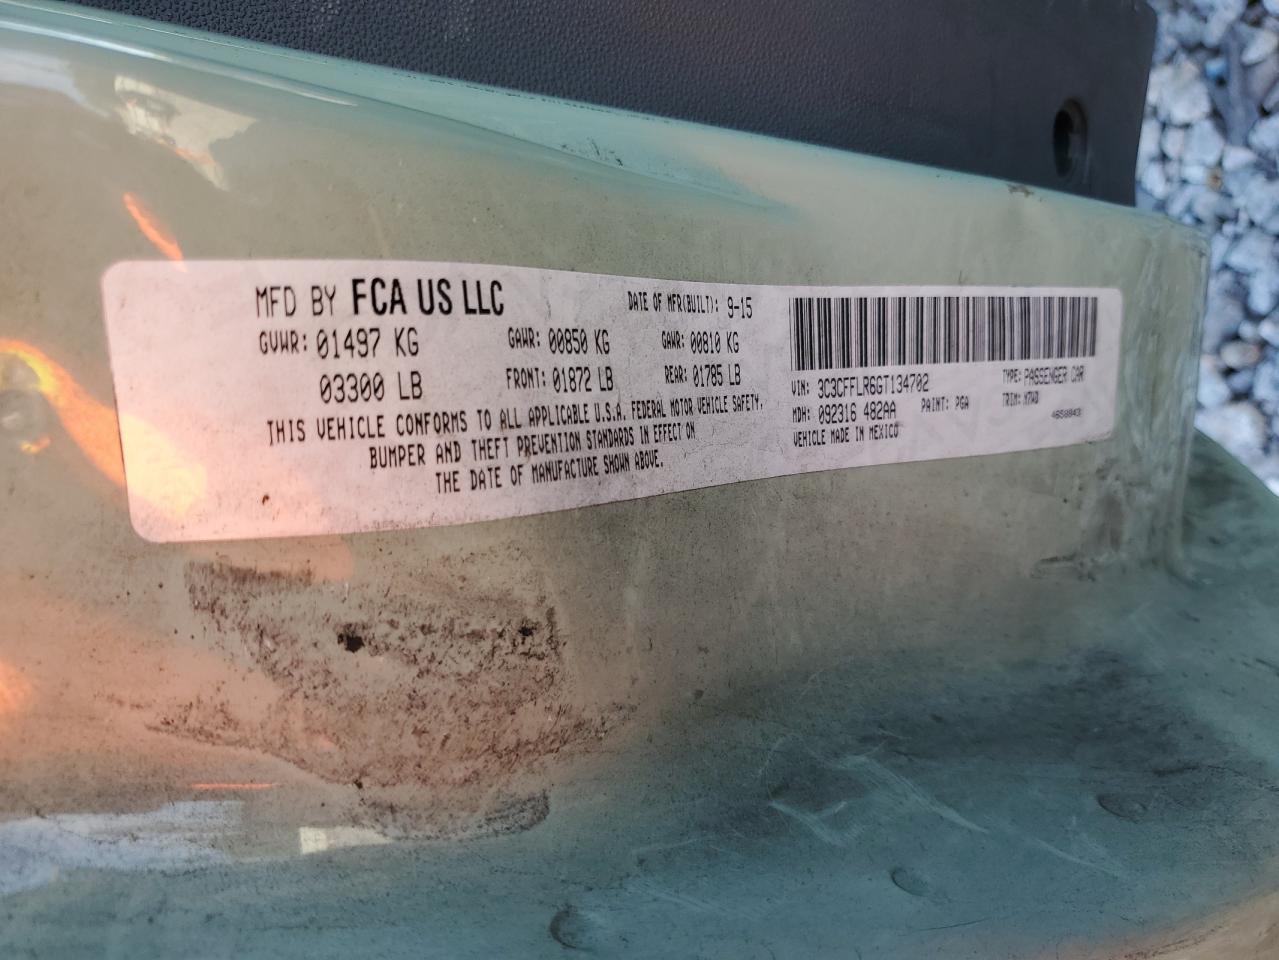 MFD BY FCA US LLC DATE OF MFR(BUILT): 9-15
GVWR: 01497 KG GAWR: 00850 KG GAWR: 00810 KG
03300 LB FRONT: 01872 LB REAR: 01785 LB
THIS VEHICLE CONFORMS TO ALL APPLICABLE U.S.A. FEDERAL MOTOR VEHICLE SAFETY,
BUMPER AND THEFT PREVENTION STANDARDS IN EFFECT ON
THE DATE OF MANUFACTURE SHOWN ABOVE.
VIN: 3C3CFFLR6GT134702 TYPE: PASSENGER CAR
MDH: 092316 482AA PAINT: PGA TRIM: H7XD
VEHICLE MADE IN MEXICO